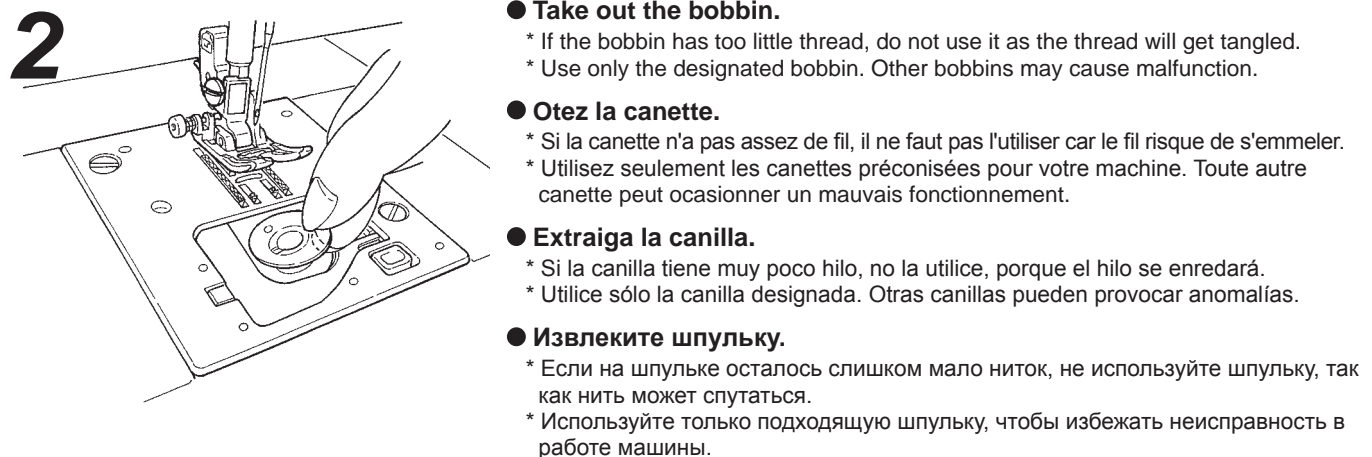 2
● Take out the bobbin.
* If the bobbin has too little thread, do not use it as the thread will get tangled.
* Use only the designated bobbin. Other bobbins may cause malfunction.
● Otez la canette.
* Si la canette n'a pas assez de fil, il ne faut pas l'utiliser car le fil risque de s'emmeler.
* Utilisez seulement les canettes préconisées pour votre machine. Toute autre
canette peut ocasionner un mauvais fonctionnement.
● Extraiga la canilla.
* Si la canilla tiene muy poco hilo, no la utilice, porque el hilo se enredará.
* Utilice sólo la canilla designada. Otras canillas pueden provocar anomalías.
● Извлеките шпульку.
* Если на шпульке осталось слишком мало ниток, не используйте шпульку, так
как нить может спутаться.
* Используйте только подходящую шпульку, чтобы избежать неисправность в
работе машины.